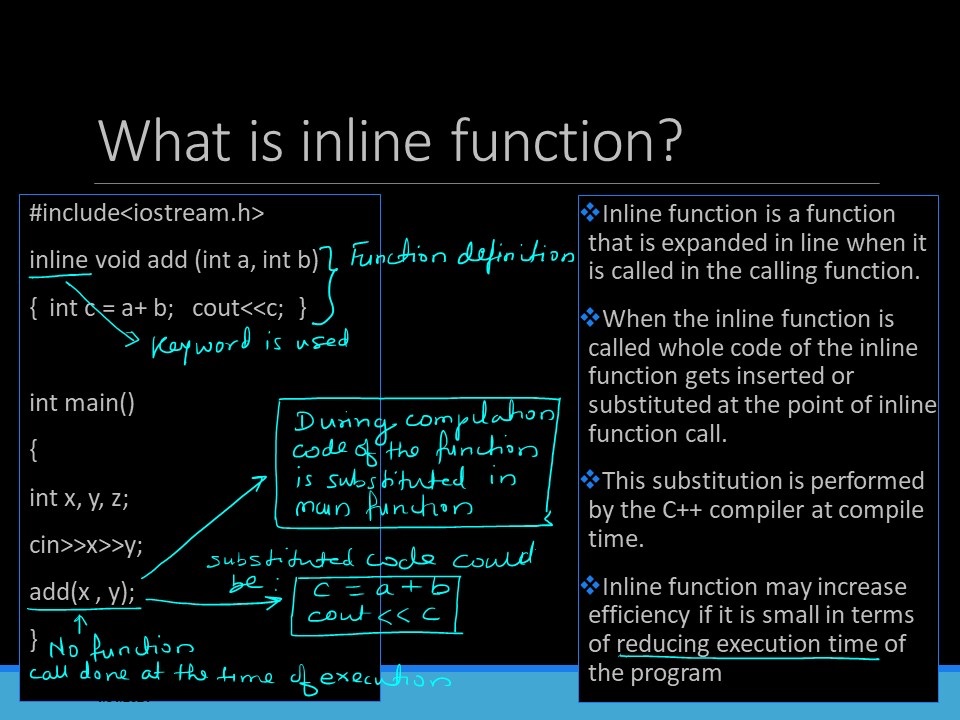 What is inline function?
#include<iostream.h>
inline void add (int a, int b)
{ int c = a+ b; cout<<c; }
Function definition
Keyword is used
int main()
{
int x, y, z;
cin>>x>>y;
add(x , y);
}
During compilation
code of the function
is substituted in
main function
substituted code could
be :
c = a + b
cout << c
No function
call done at the time of execution
❖Inline function is a function
that is expanded in line when it
is called in the calling function.
❖When the inline function is
called whole code of the inline
function gets inserted or
substituted at the point of inline
function call.
❖This substitution is performed
by the C++ compiler at compile
time.
❖Inline function may increase
efficiency if it is small in terms
of reducing execution time of
the program